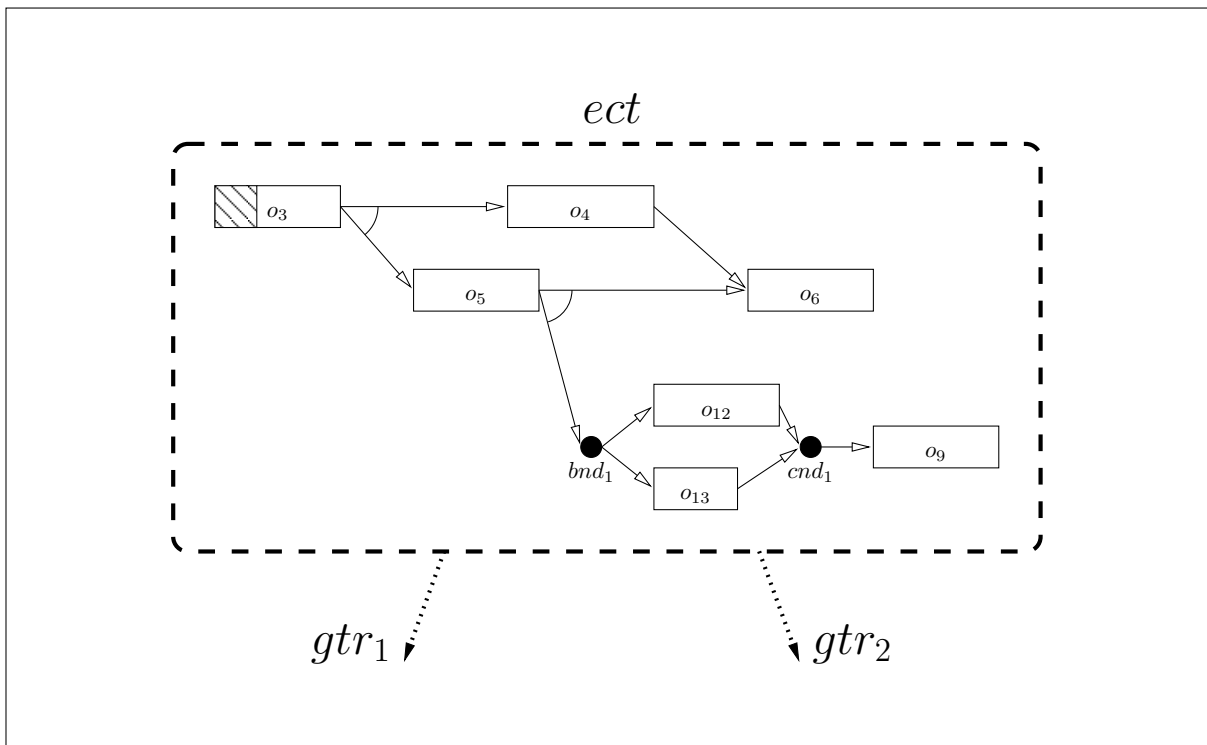 ect
o₃
o₄
o₅
o₆
o₁₂
bnd₁
cnd₁
o₉
o₁₃
gtr₁
gtr₂